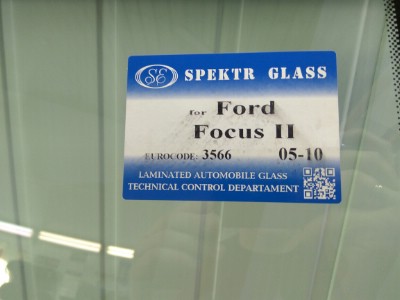 SE SPEKTR GLASS
for Ford
Focus II
EUROCODE: 3566 05-10
LAMINATED AUTOMOBILE GLASS
TECHNICAL CONTROL DEPARTAMENT